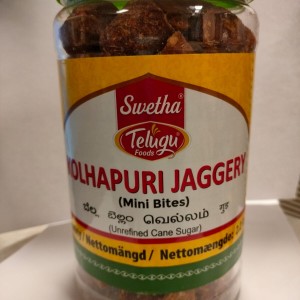 Swetha
Telugu
Foods
OLHAPURI JAGGERY
(Mini Bites)
ಬೆಲ್ಲ బెల్లం வெல்லம் गुड़
(Unrefined Cane Sugar)
/ Nettomängd / Nettomængde: